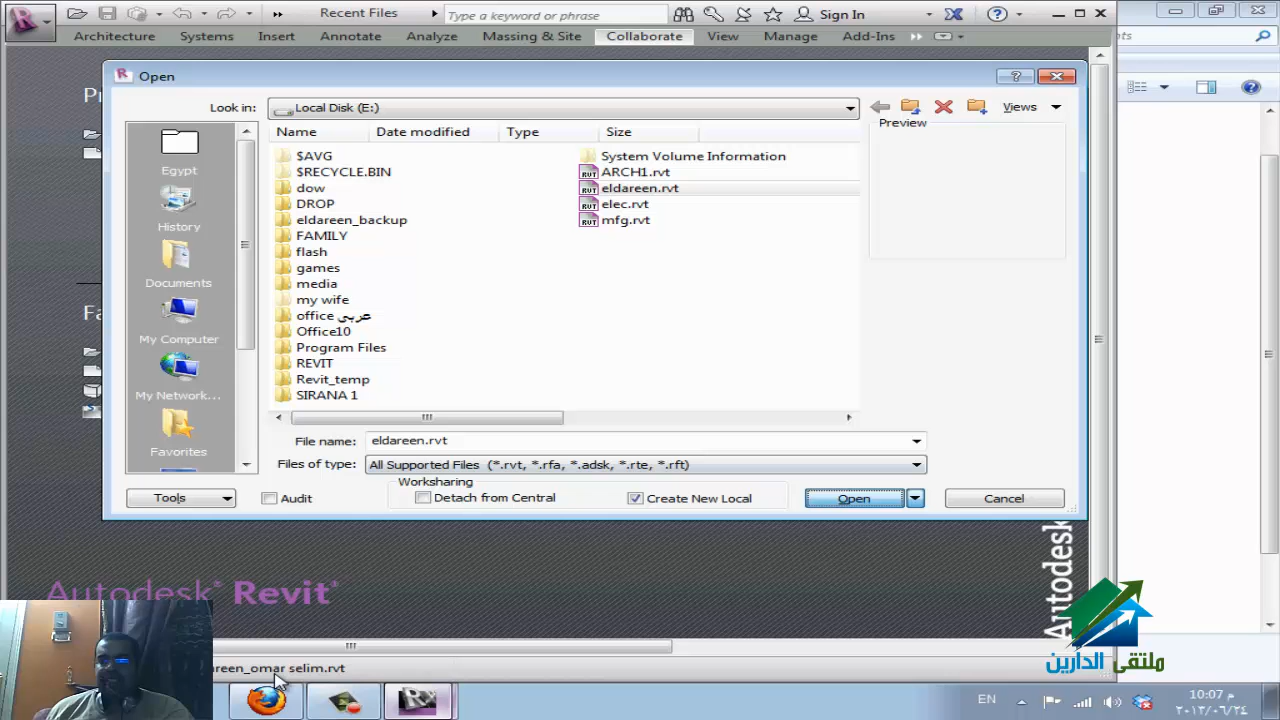 Recent Files
Type a keyword or phrase
Sign In
Architecture Systems Insert Annotate Analyze Massing & Site Collaborate View Manage Add-Ins
Open
Look in: Local Disk (E:)
Views
Name Date modified Type Size
Preview
$AVG
$RECYCLE.BIN
dow
DROP
eldareen_backup
FAMILY
flash
games
media
my wife
office عربى
Office10
Program Files
REVIT
Revit_temp
SIRANA 1
System Volume Information
ARCH1.rvt
eldareen.rvt
elec.rvt
mfg.rvt
Egypt
History
Documents
My Computer
My Network...
Favorites
File name: eldareen.rvt
Files of type: All Supported Files (*.rvt, *.rfa, *.adsk, *.rte, *.rft)
Worksharing
Tools
Audit
Detach from Central
Create New Local
Open
Cancel
Autodesk® Revit®
Autodesk
ملتقى الدارين
reen_omar selim.rvt
EN
10:07 م
٢٠١٣/٠٦/٢٤